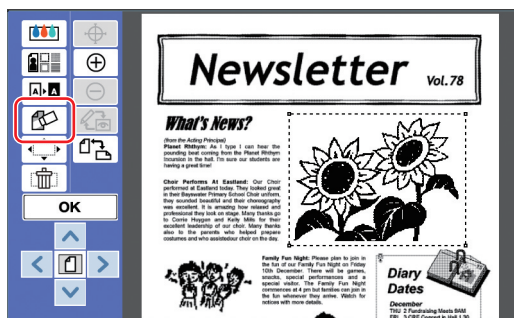 Newsletter Vol. 78
What's News?
(from the Acting Principal)
Planet Rhthym: As I type I can hear the
pounding beat coming from the Planet Rhthym
Incursion in the hall. I'm sure our students are
having a great time!
Choir Performs At Eastland: Our Choir
performed at Eastland today. They looked great
in their Bayswater Primary School Choir uniform,
they sounded beautiful and their choreography
was excellent. It is amazing how relaxed and
professional they look on stage. Many thanks go
to Corrie Huygen and Kelly Mills for their
excellent leadership of our choir. Many thanks
also to the parents who helped prepare
costumes and who assistedour choir on the day.
Family Fun Night: Please plan to join in
the fun of our Family Fun Night on Friday
10th December. There will be games,
snacks, special performances and a
special visitor. The Family Fun Night
commences at 4 pm but families can join in
the fun whenever they arrive. Watch for
notices with more details.
Diary
Dates
December
THU 2 Fundraising Meets 9AM
A A
OK